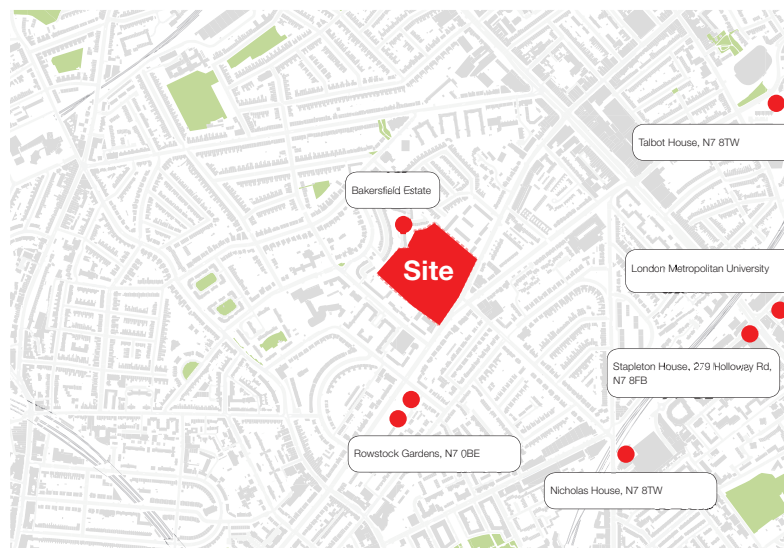 Talbot House, N7 8TW
Bakersfield Estate
Site
London Metropolitan University
Stapleton House, 279 Holloway Rd,
N7 8FB
Rowstock Gardens, N7 0BE
Nicholas House, N7 8TW